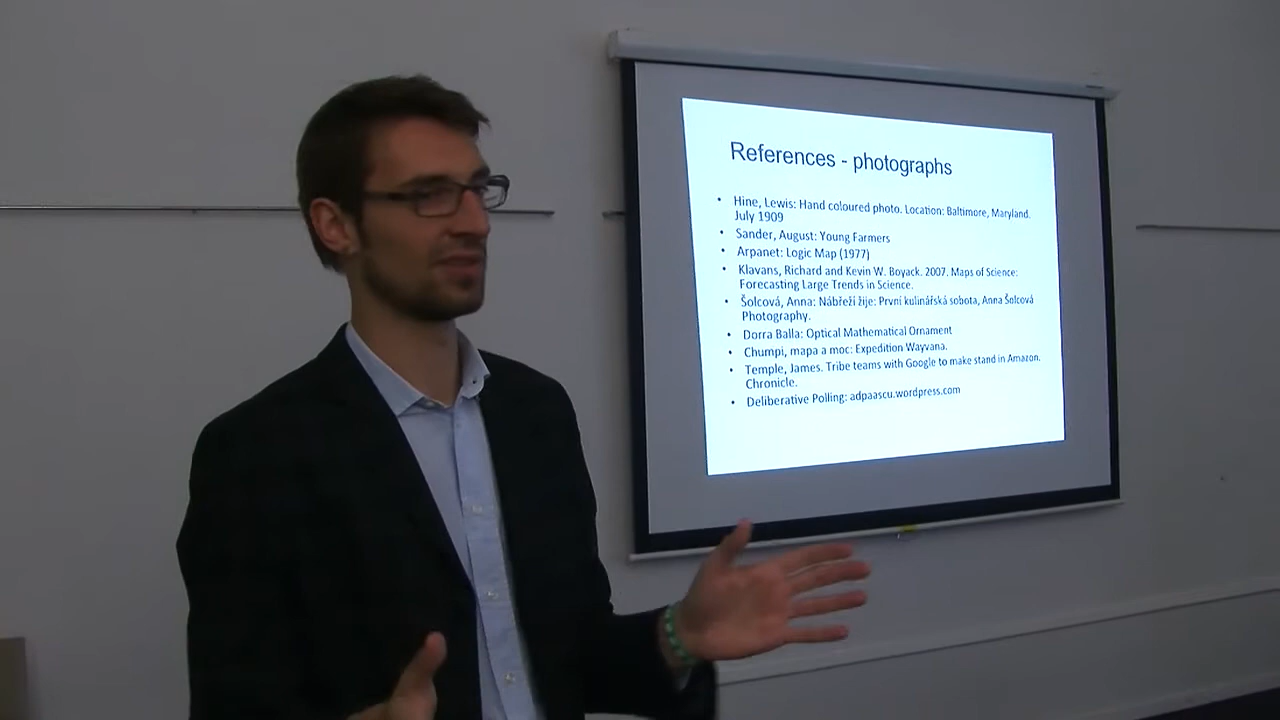 References - photographs
• Hine, Lewis: Hand coloured photo. Location: Baltimore, Maryland.
July 1909
• Sander, August: Young Farmers
• Arpanet: Logic Map (1977)
• Klavans, Richard and Kevin W. Boyack. 2007. Maps of Science:
Forecasting Large Trends in Science.
• Šolcová, Anna: Nábřeží žije: První kulinářská sobota, Anna Šolcová
Photography.
• Dorra Balla: Optical Mathematical Ornament
• Chumpi, mapa a moc: Expedition Wayvana.
• Temple, James. Tribe teams with Google to make stand in Amazon.
Chronicle.
• Deliberative Polling: adpaascu.wordpress.com